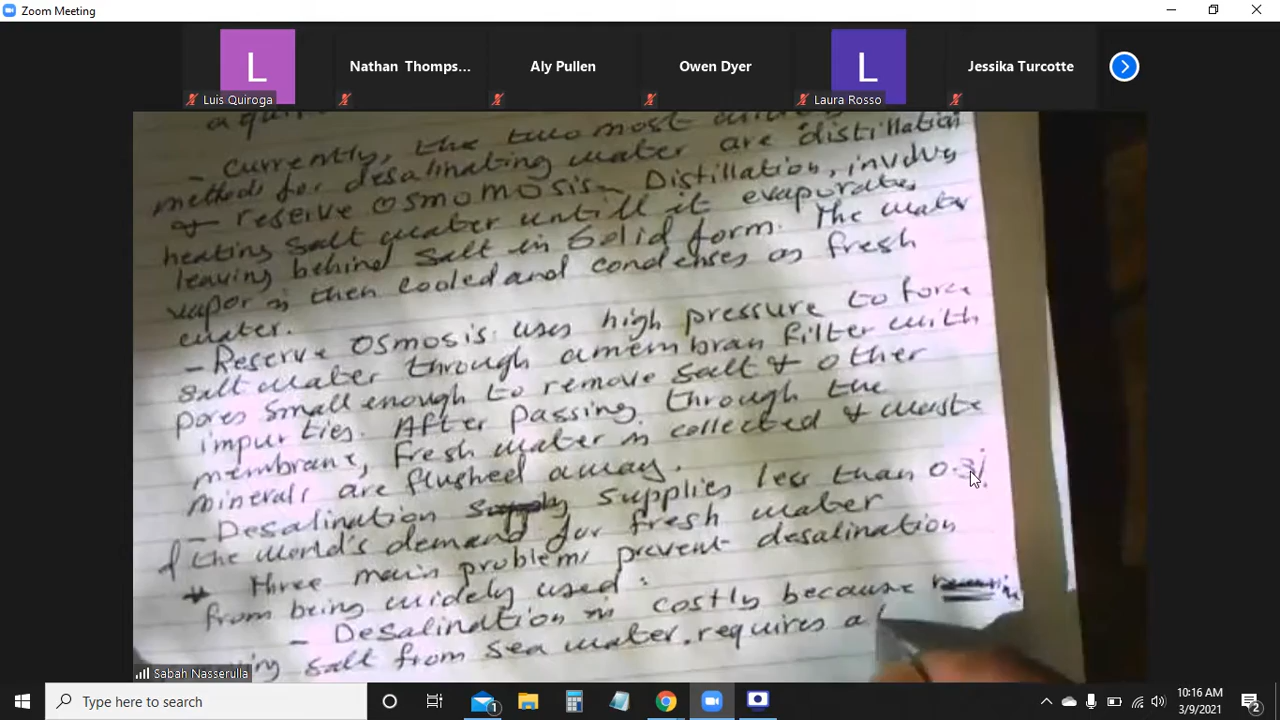 Zoom Meeting
L
Nathan Thomps...
Aly Pullen
Owen Dyer
L
Jessika Turcotte
Luis Quiroga
Laura Rosso
- Currently, the two most
methods for desalinating water are distillation
& reserve osmomosis. Distillation, involves
heating salt water untill it evaporates
leaving behind salt in solid form. The water
vapor is then cooled and condenses as fresh
water.
- Reserve osmosis uses high pressure to force
salt water through a membran filter with
pores small enough to remove salt & other
impurties. After passing through the
membrane, fresh water is collected & waste
minerals are flushed away.
- Desalination supplies less than 0.3%
of the world's demand for fresh water
Three main problems prevent desalination
from being widely used:
- Desalination is costly because
salt from sea water. requires a
Sabah Nasserulla
Type here to search
1
10:16 AM
3/9/2021
2